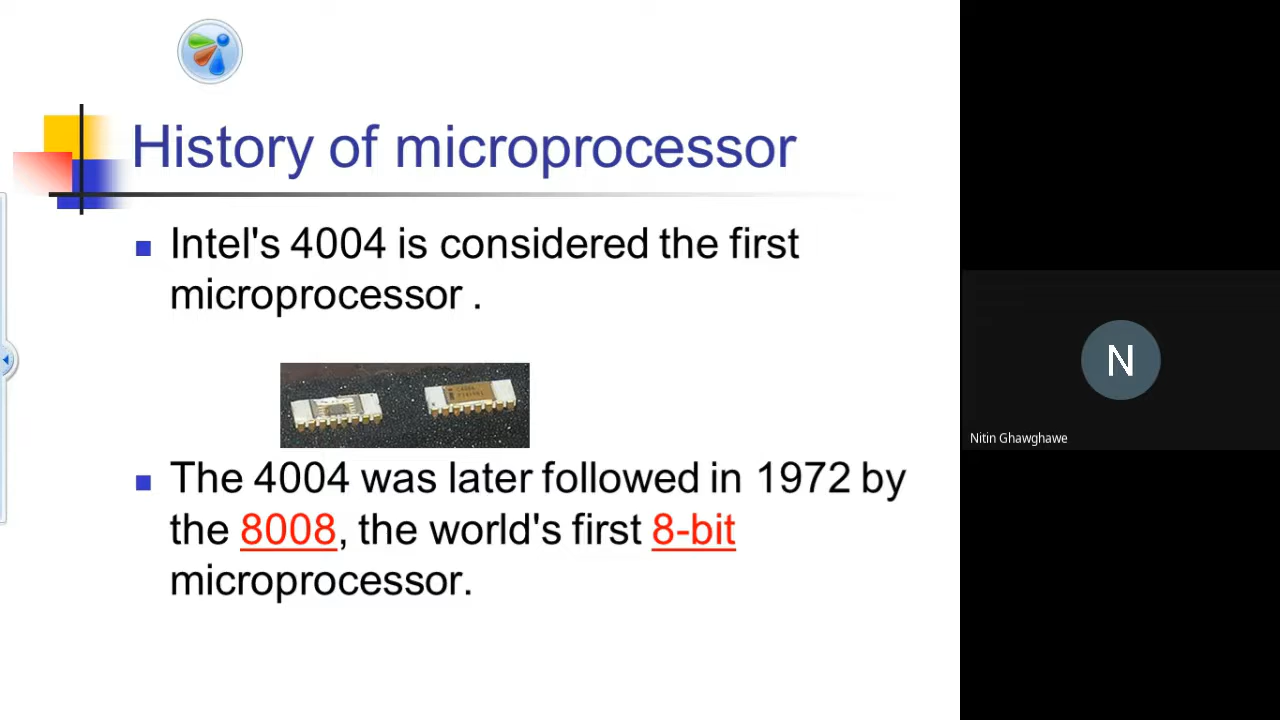 History of microprocessor
Intel's 4004 is considered the first
microprocessor .
The 4004 was later followed in 1972 by
the 8008, the world's first 8-bit
microprocessor.
N
Nitin Ghawghawe